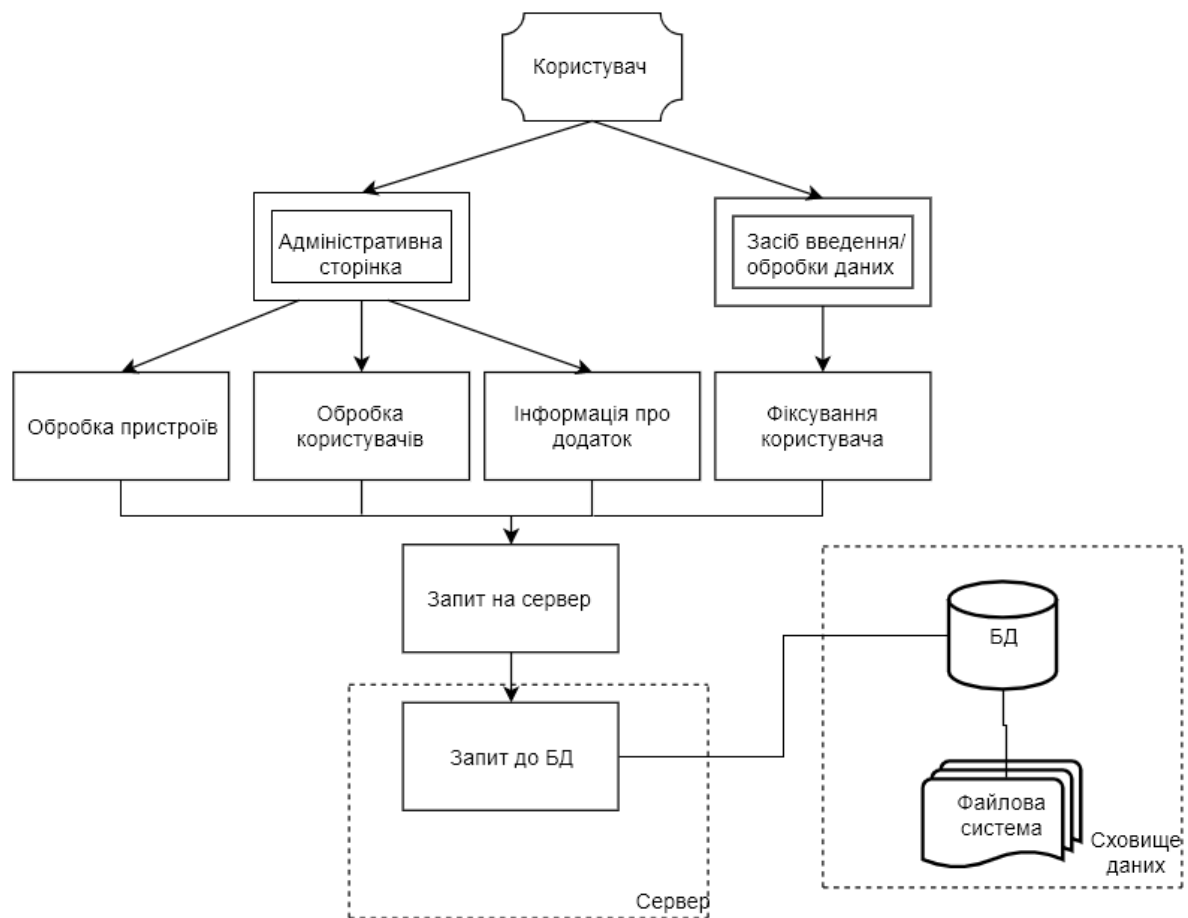 Користувач
Адміністративна
сторінка
Засіб введення/
обробки даних
Обробка пристроїв
Обробка
користувачів
Інформація про
додаток
Фіксування
користувача
Запит на сервер
БД
Запит до БД
Файлова
система
Сховище
даних
Сервер